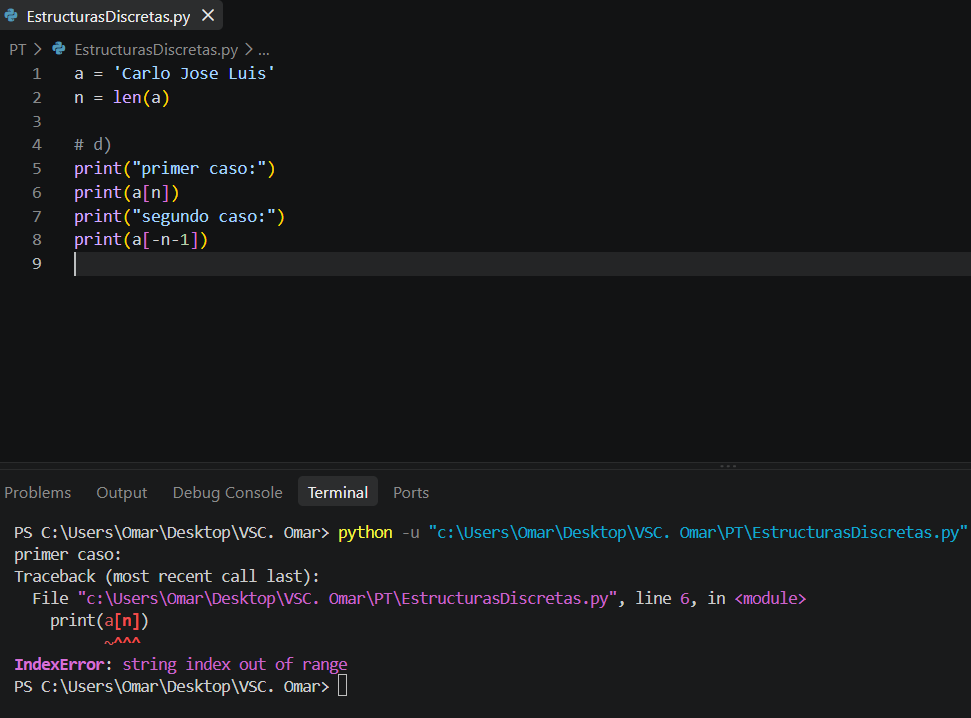 EstructurasDiscretas.py
PT > EstructurasDiscretas.py > ...
1 a = 'Carlo Jose Luis'
2 n = len(a)
3
4 # d)
5 print("primer caso:")
6 print(a[n])
7 print("segundo caso:")
8 print(a[-n-1])
9
Problems Output Debug Console Terminal Ports
PS C:\Users\Omar\Desktop\VSC. Omar> python -u "c:\Users\Omar\Desktop\VSC. Omar\PT\EstructurasDiscretas.py"
primer caso:
Traceback (most recent call last):
  File "c:\Users\Omar\Desktop\VSC. Omar\PT\EstructurasDiscretas.py", line 6, in <module>
    print(a[n])
          ~^^^
IndexError: string index out of range
PS C:\Users\Omar\Desktop\VSC. Omar>